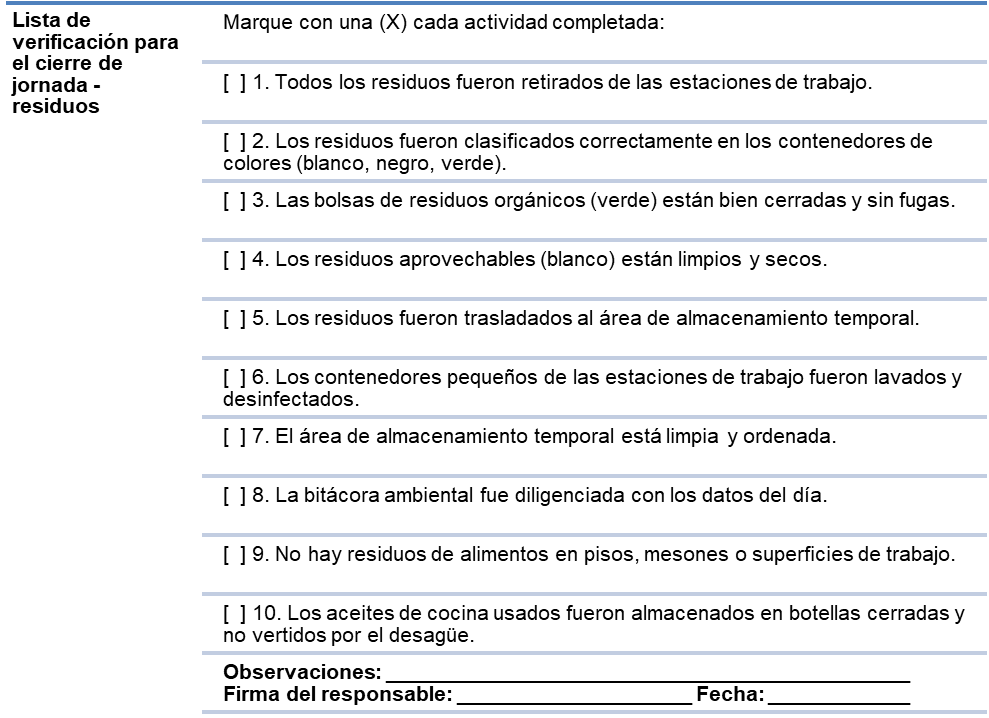 Lista de
verificación para
el cierre de
jornada -
residuos
Marque con una (X) cada actividad completada:
[ ] 1. Todos los residuos fueron retirados de las estaciones de trabajo.
[ ] 2. Los residuos fueron clasificados correctamente en los contenedores de
colores (blanco, negro, verde).
[ ] 3. Las bolsas de residuos orgánicos (verde) están bien cerradas y sin fugas.
[ ] 4. Los residuos aprovechables (blanco) están limpios y secos.
[ ] 5. Los residuos fueron trasladados al área de almacenamiento temporal.
[ ] 6. Los contenedores pequeños de las estaciones de trabajo fueron lavados y
desinfectados.
[ ] 7. El área de almacenamiento temporal está limpia y ordenada.
[ ] 8. La bitácora ambiental fue diligenciada con los datos del día.
[ ] 9. No hay residuos de alimentos en pisos, mesones o superficies de trabajo.
[ ] 10. Los aceites de cocina usados fueron almacenados en botellas cerradas y
no vertidos por el desagüe.
Observaciones: ____________________________________________
Firma del responsable: ____________________ Fecha: ____________